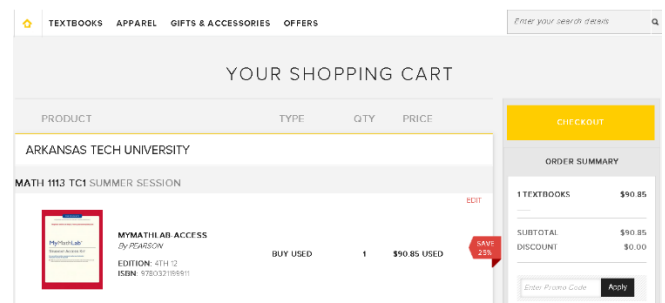 TEXTBOOKS APPAREL GIFTS & ACCESSORIES OFFERS
Enter your search details
YOUR SHOPPING CART
PRODUCT TYPE QTY PRICE
CHECKOUT
ARKANSAS TECH UNIVERSITY
ORDER SUMMARY
MATH 1113 TC1 SUMMER SESSION
1 TEXTBOOKS $90.85
EDIT
MyMathLab
MYMATHLAB-ACCESS
By PEARSON
BUY USED 1 $90.85 USED
SAVE
25%
EDITION: 4TH 12
ISBN: 9780321199911
SUBTOTAL $90.85
DISCOUNT $0.00
Enter Promo Code Apply